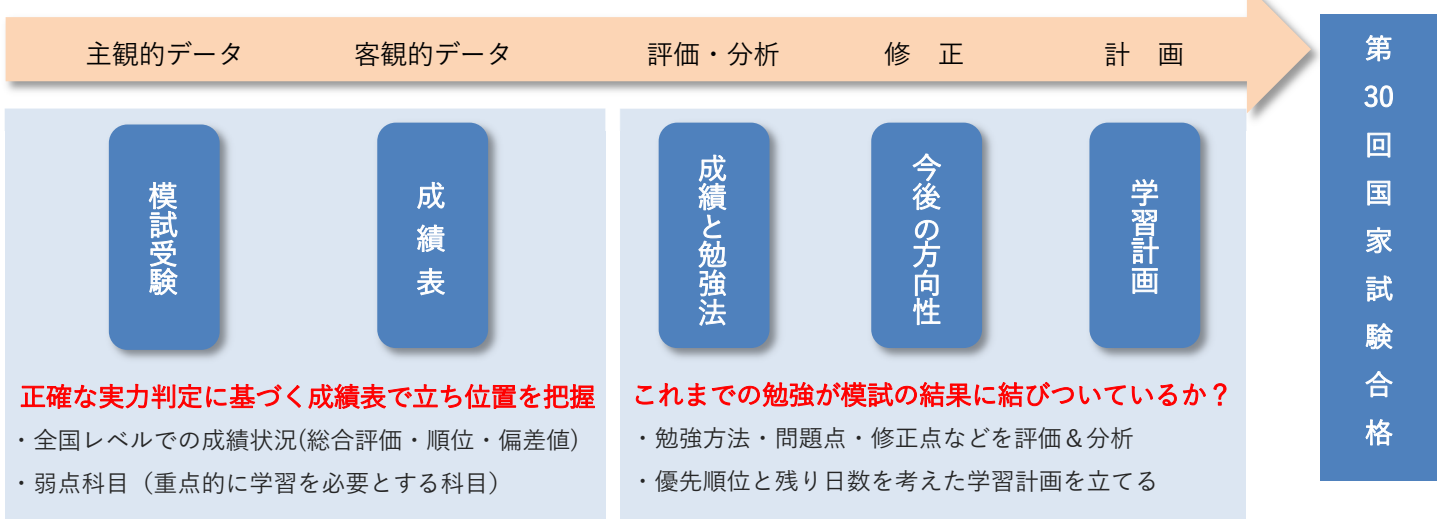 主観的データ
客観的データ
評価・分析
修　正
計　画
模試受験
成績表
成績と勉強法
今後の方向性
学習計画
正確な実力判定に基づく成績表で立ち位置を把握
・全国レベルでの成績状況(総合評価・順位・偏差値)
・弱点科目（重点的に学習を必要とする科目）
これまでの勉強が模試の結果に結びついているか？
・勉強方法・問題点・修正点などを評価＆分析
・優先順位と残り日数を考えた学習計画を立てる
第30回国家試験合格